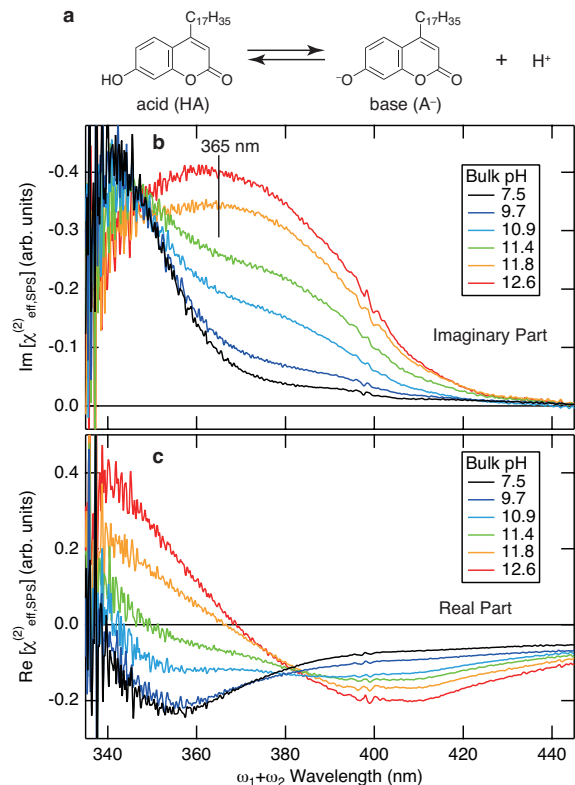 a
C₁₇H₃₅
C₁₇H₃₅
HO
O
O
⁻O
O
O
+
H⁺
acid (HA)
base (A⁻)
b
365 nm
Bulk pH
7.5
9.7
10.9
11.4
11.8
12.6
Imaginary Part
-0.4
-0.3
-0.2
-0.1
0.0
Im [χ⁽²⁾eff,SPS] (arb. units)
c
Bulk pH
7.5
9.7
10.9
11.4
11.8
12.6
Real Part
0.4
0.2
0.0
-0.2
Re [χ⁽²⁾eff,SPS] (arb. units)
340
360
380
400
420
440
ω₁+ω₂ Wavelength (nm)